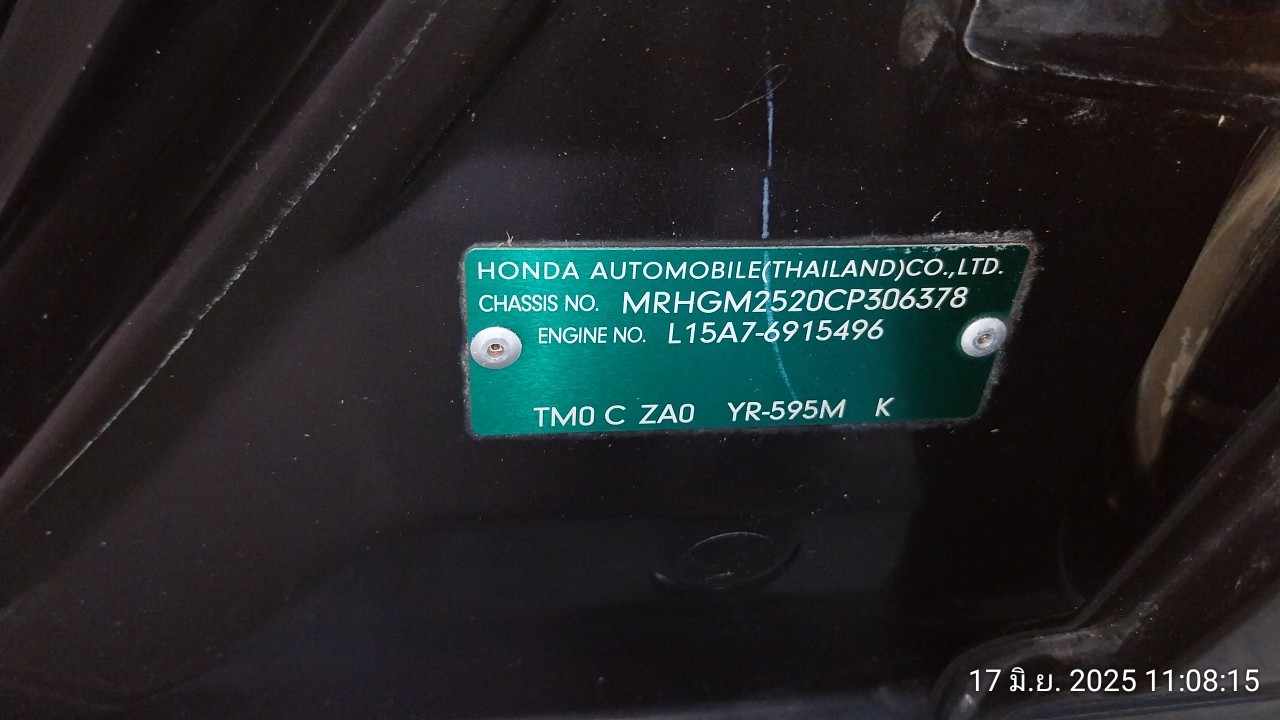 HONDA AUTOMOBILE(THAILAND)CO.,LTD.
CHASSIS NO. MRHGM2520CP306378
ENGINE NO. L15A7-6915496
TM0 C ZA0 YR-595M K
17 มิ.ย. 2025 11:08:15